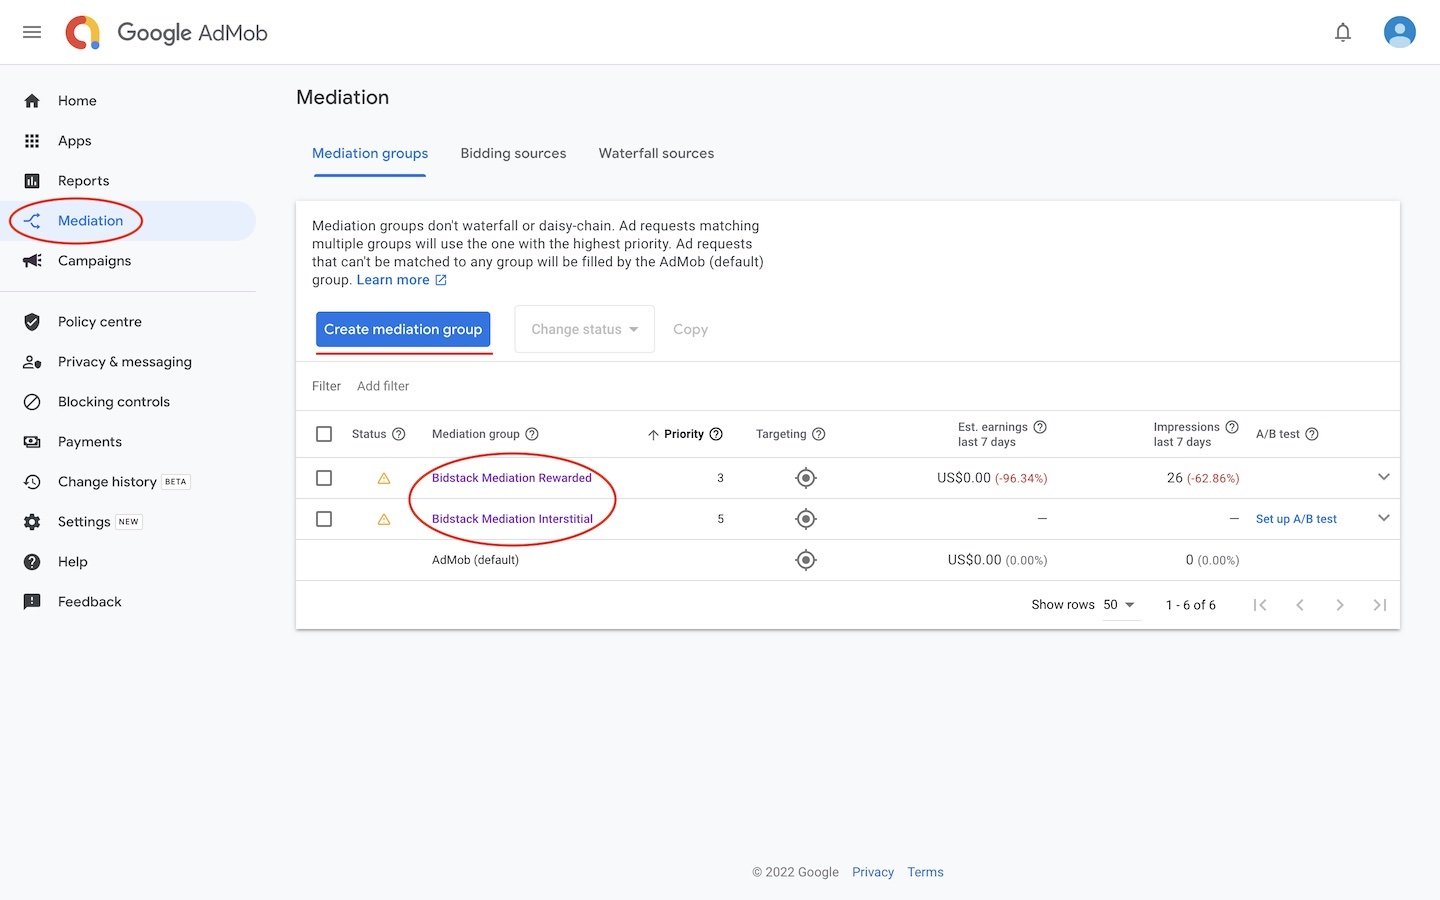 Google AdMob
Home
Apps
Reports
Mediation
Campaigns
Policy centre
Privacy & messaging
Blocking controls
Payments
Change history BETA
Settings NEW
Help
Feedback
Mediation
Mediation groups
Bidding sources
Waterfall sources
Mediation groups don't waterfall or daisy-chain. Ad requests matching
multiple groups will use the one with the highest priority. Ad requests
that can't be matched to any group will be filled by the AdMob (default)
group. Learn more
Create mediation group
Change status
Copy
Filter Add filter
Status Mediation group Priority Targeting Est. earnings last 7 days Impressions last 7 days A/B test
Bidstack Mediation Rewarded 3 US$0.00 (-96.34%) 26 (-62.86%)
Bidstack Mediation Interstitial 5 — — Set up A/B test
AdMob (default) US$0.00 (0.00%) 0 (0.00%)
Show rows 50 1 - 6 of 6
© 2022 Google Privacy Terms